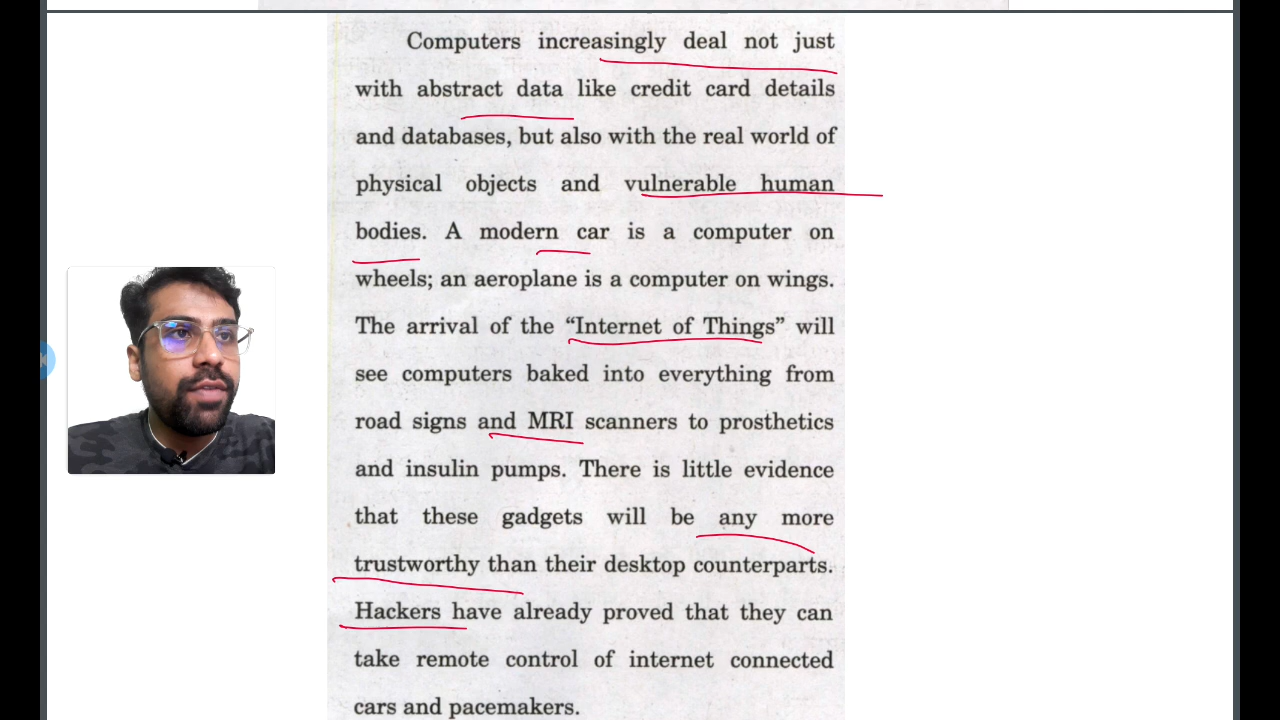 Computers increasingly deal not just
with abstract data like credit card details
and databases, but also with the real world of
physical objects and vulnerable human
bodies. A modern car is a computer on
wheels; an aeroplane is a computer on wings.
The arrival of the “Internet of Things” will
see computers baked into everything from
road signs and MRI scanners to prosthetics
and insulin pumps. There is little evidence
that these gadgets will be any more
trustworthy than their desktop counterparts.
Hackers have already proved that they can
take remote control of internet connected
cars and pacemakers.